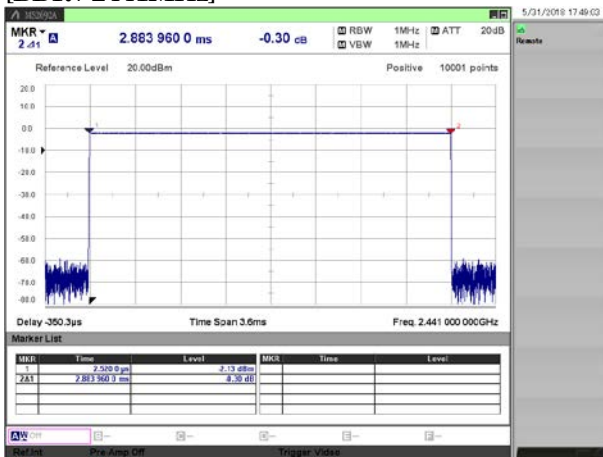 MS2692A
5/31/2018 17:49:03
MKR
2Δ1
A
2.883 960 0 ms
-0.30 dB
M RBW 1MHz
M VBW 1MHz
M ATT 20dB
Remote
Reference Level 20.00dBm
Positive 10001 points
20.0
10.0
0.0
-10.0
-20.0
-30.0
-40.0
-50.0
-60.0
-70.0
-80.0
1
2
Delay -350.3µs
Time Span 3.6ms
Freq. 2.441 000 000GHz
Marker List
MKR Time Level MKR Time Level
1 2.520 0 µs -2.13 dBm
2Δ1 2.883 960 0 ms -0.30 dB
A W Off
Ref.Int Pre-Amp Off Trigger Video